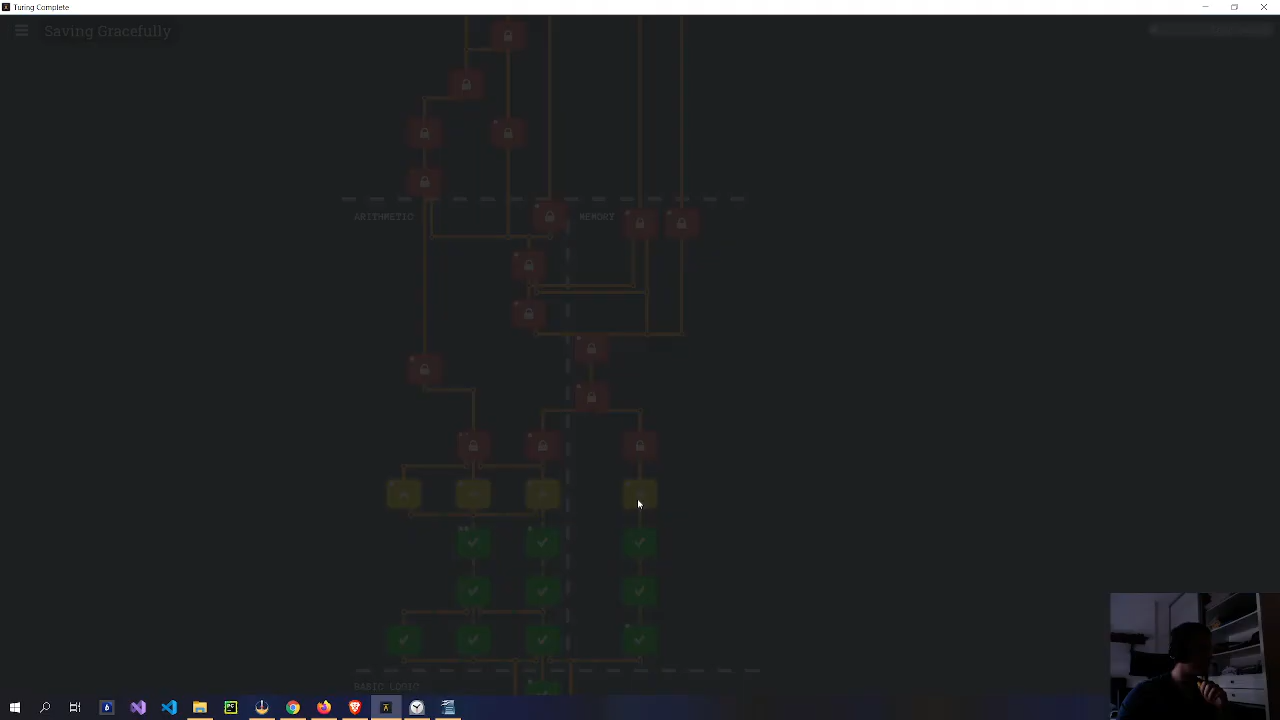 Turing Complete
Saving Gracefully
ARITHMETIC
MEMORY
BASIC LOGIC